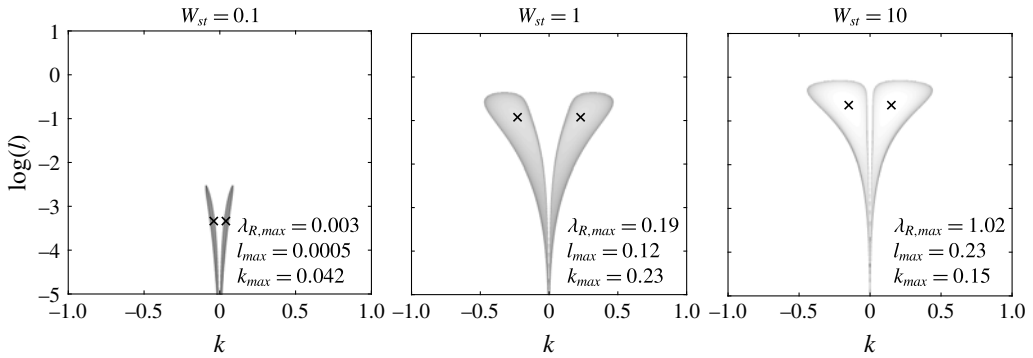 W_st = 0.1
W_st = 1
W_st = 10
log(l)
1
0
–1
–2
–3
–4
–5
λ_R,max = 0.003
l_max = 0.0005
k_max = 0.042
λ_R,max = 0.19
l_max = 0.12
k_max = 0.23
λ_R,max = 1.02
l_max = 0.23
k_max = 0.15
–1.0 –0.5 0 0.5 1.0
–1.0 –0.5 0 0.5 1.0
–1.0 –0.5 0 0.5 1.0
k
k
k